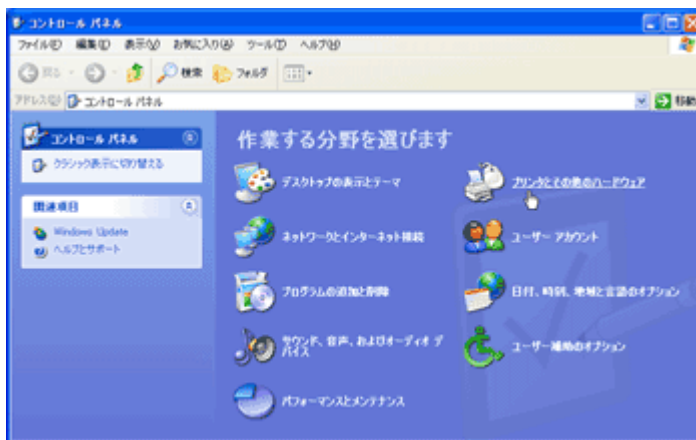 コントロール パネル
ファイル(F) 編集(E) 表示(V) お気に入り(A) ツール(T) ヘルプ(H)
戻る 検索 フォルダ
アドレス(D) コントロール パネル 移動
コントロール パネル
クラシック表示に切り替える
関連項目
Windows Update
ヘルプとサポート
作業する分野を選びます
デスクトップの表示とテーマ
プリンタとその他のハードウェア
ネットワークとインターネット接続
ユーザー アカウント
プログラムの追加と削除
日付、時刻、地域と言語のオプション
サウンド、音声、およびオーディオ デ
バイス
ユーザー補助のオプション
パフォーマンスとメンテナンス